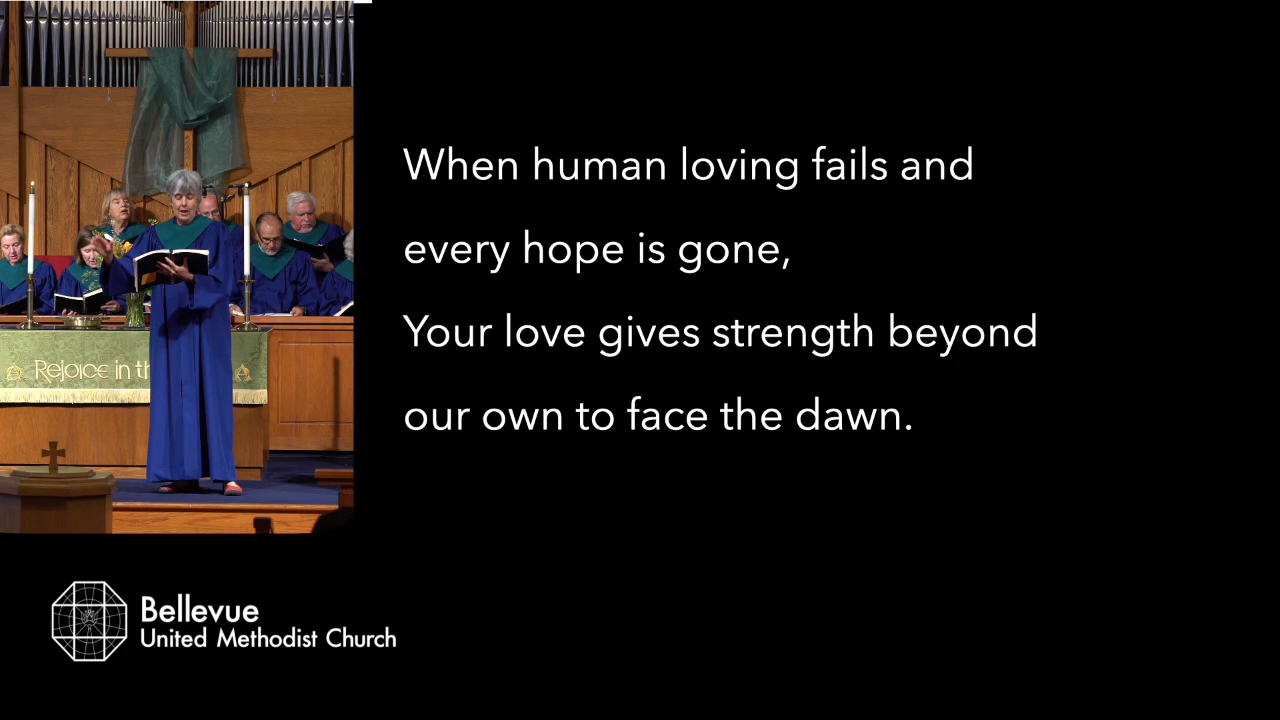 When human loving fails and
every hope is gone,
Your love gives strength beyond
our own to face the dawn.
Rejoice in th
Bellevue
United Methodist Church